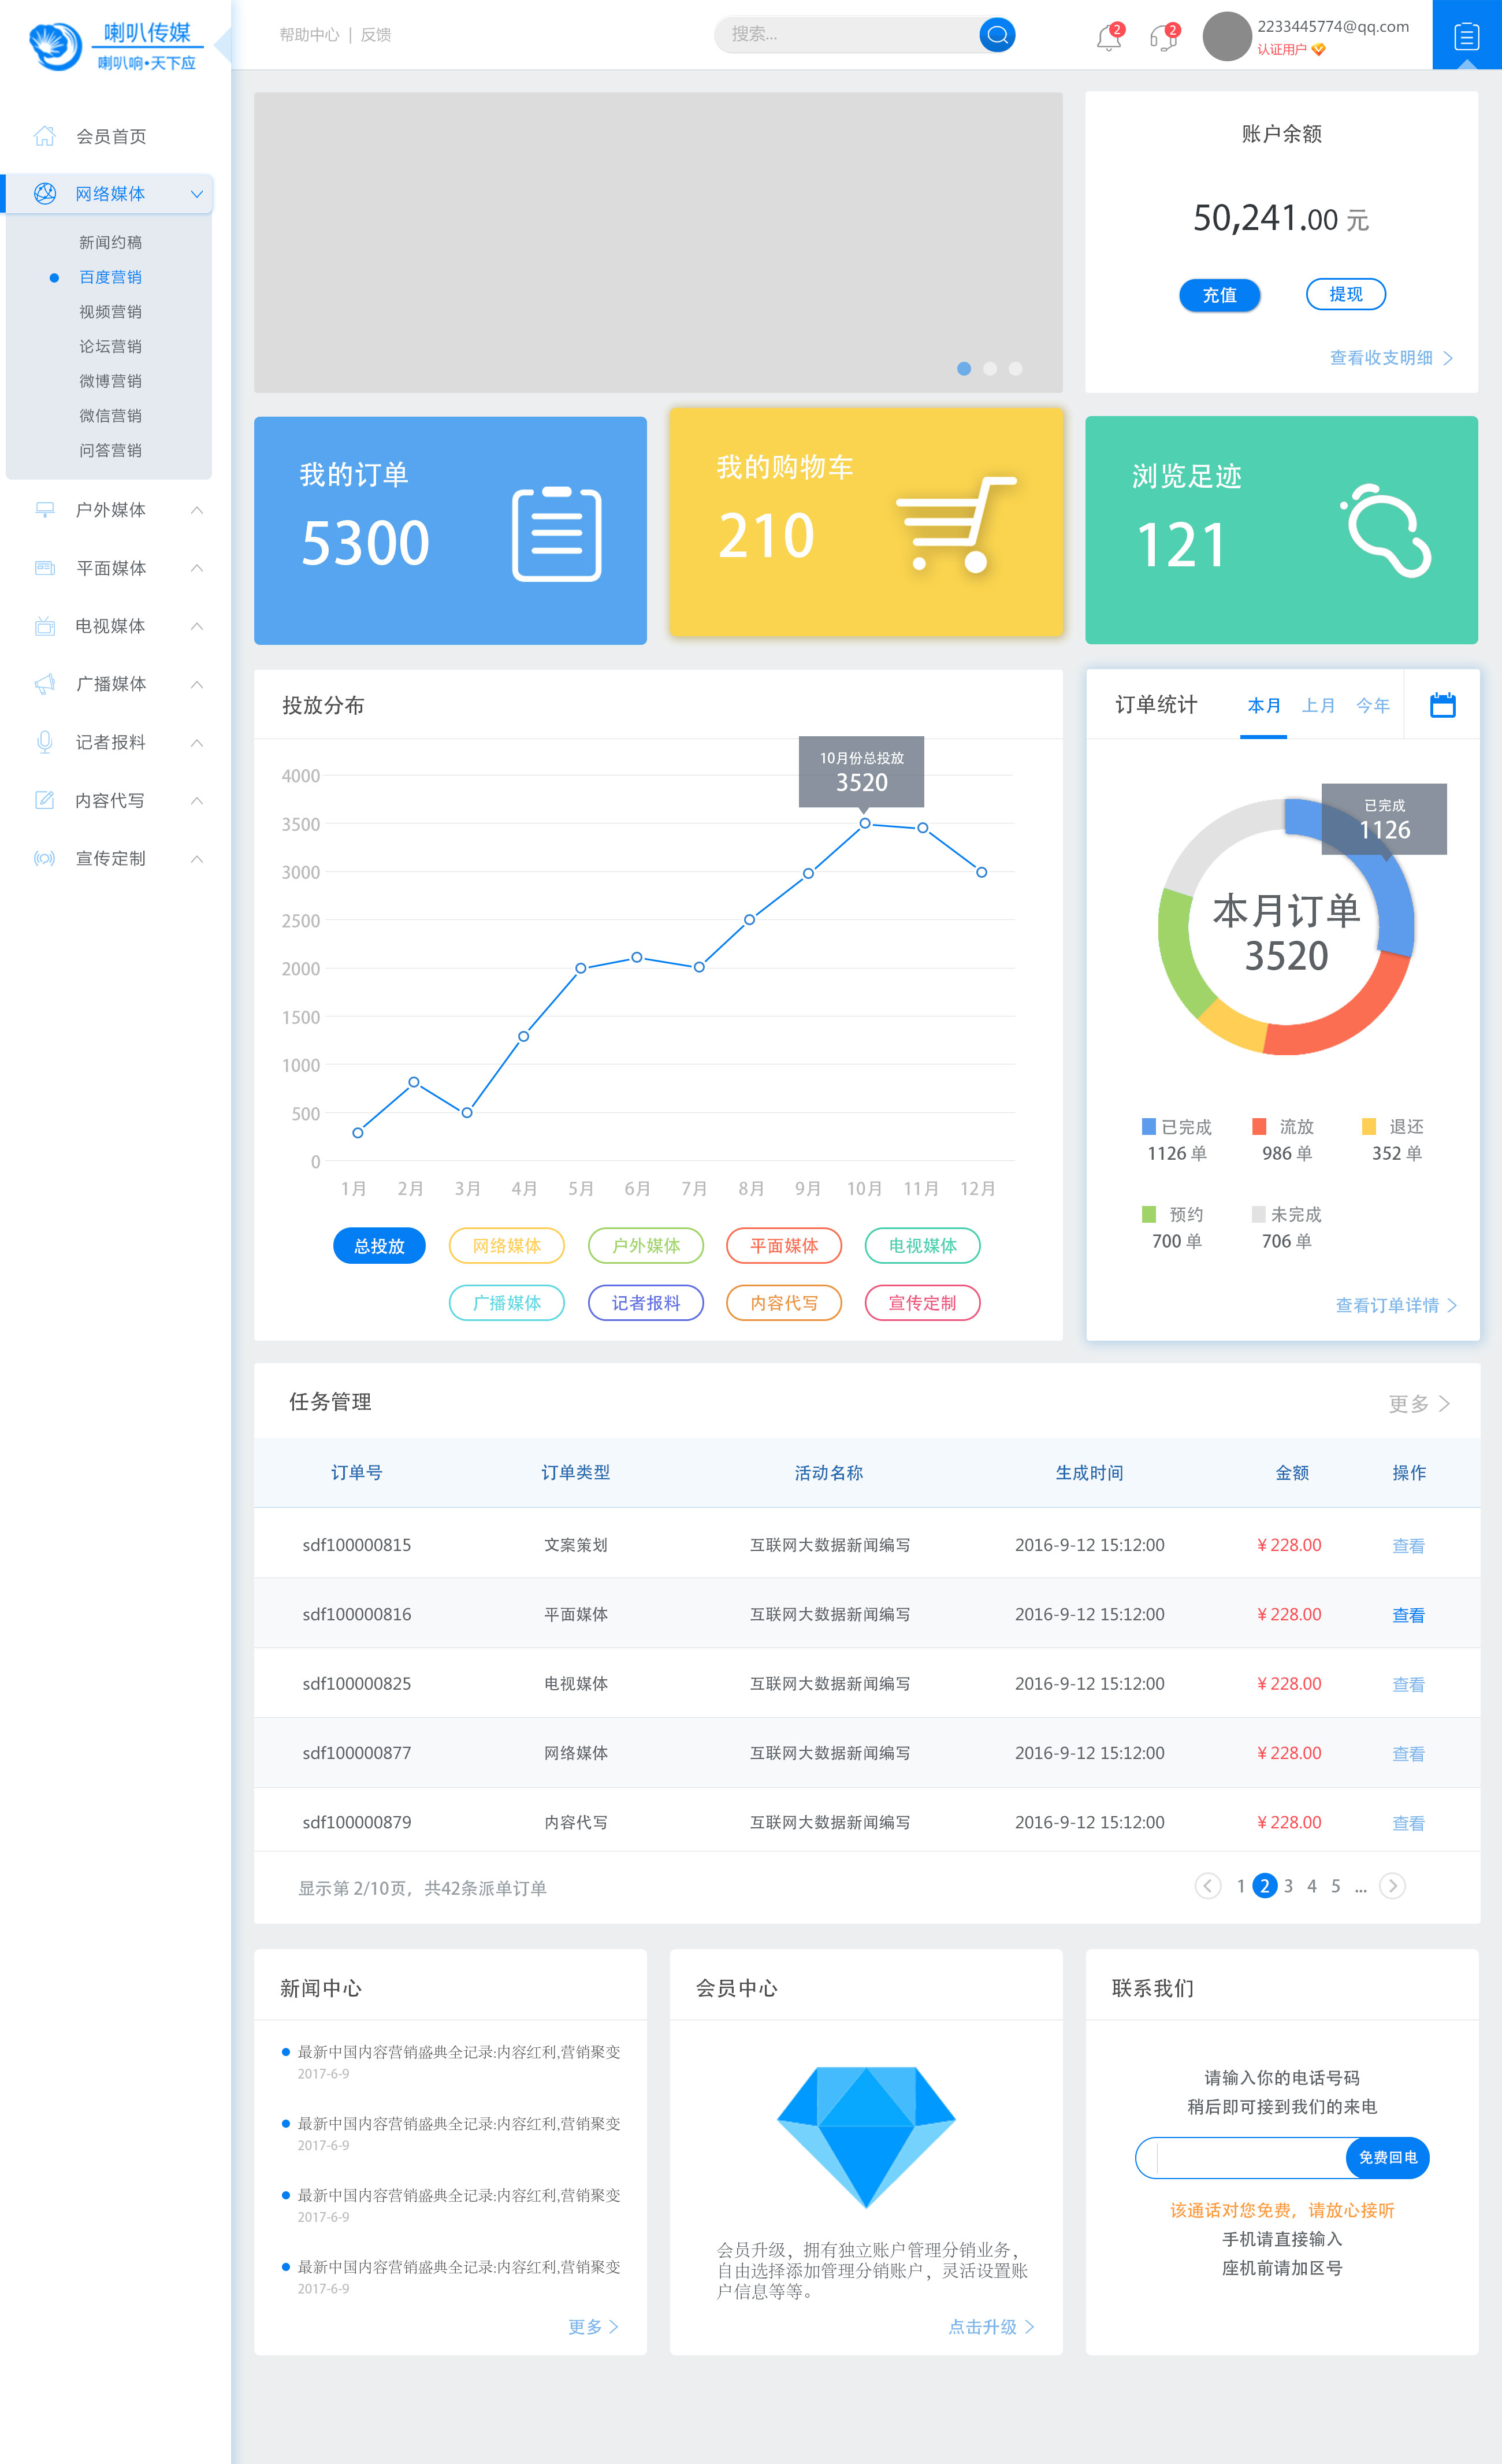 喇叭传媒
喇叭响•天下应
帮助中心 | 反馈
搜索...
2
2
2233445774@qq.com
认证用户
会员首页
网络媒体
新闻约稿
百度营销
视频营销
论坛营销
微博营销
微信营销
问答营销
户外媒体
平面媒体
电视媒体
广播媒体
记者报料
内容代写
宣传定制
账户余额
50,241.00 元
充值
提现
查看收支明细
我的订单
5300
我的购物车
210
浏览足迹
121
投放分布
10月份总投放
3520
4000
3500
3000
2500
2000
1500
1000
500
0
1月 2月 3月 4月 5月 6月 7月 8月 9月 10月 11月 12月
总投放 网络媒体 户外媒体 平面媒体 电视媒体
广播媒体 记者报料 内容代写 宣传定制
订单统计 本月 上月 今年
已完成
1126
本月订单
3520
已完成 流放 退还
1126 单 986 单 352 单
预约 未完成
700 单 706 单
查看订单详情
任务管理 更多
订单号 订单类型 活动名称 生成时间 金额 操作
sdf100000815 文案策划 互联网大数据新闻编写 2016-9-12 15:12:00 ¥228.00 查看
sdf100000816 平面媒体 互联网大数据新闻编写 2016-9-12 15:12:00 ¥228.00 查看
sdf100000825 电视媒体 互联网大数据新闻编写 2016-9-12 15:12:00 ¥228.00 查看
sdf100000877 网络媒体 互联网大数据新闻编写 2016-9-12 15:12:00 ¥228.00 查看
sdf100000879 内容代写 互联网大数据新闻编写 2016-9-12 15:12:00 ¥228.00 查看
显示第 2/10页，共42条派单订单 1 2 3 4 5 ...
新闻中心
最新中国内容营销盛典全记录:内容红利,营销聚变
2017-6-9
最新中国内容营销盛典全记录:内容红利,营销聚变
2017-6-9
最新中国内容营销盛典全记录:内容红利,营销聚变
2017-6-9
最新中国内容营销盛典全记录:内容红利,营销聚变
2017-6-9
更多
会员中心
会员升级，拥有独立账户管理分销业务，
自由选择添加管理分销账户，灵活设置账
户信息等等。
点击升级
联系我们
请输入你的电话号码
稍后即可接到我们的来电
免费回电
该通话对您免费，请放心接听
手机请直接输入
座机前请加区号